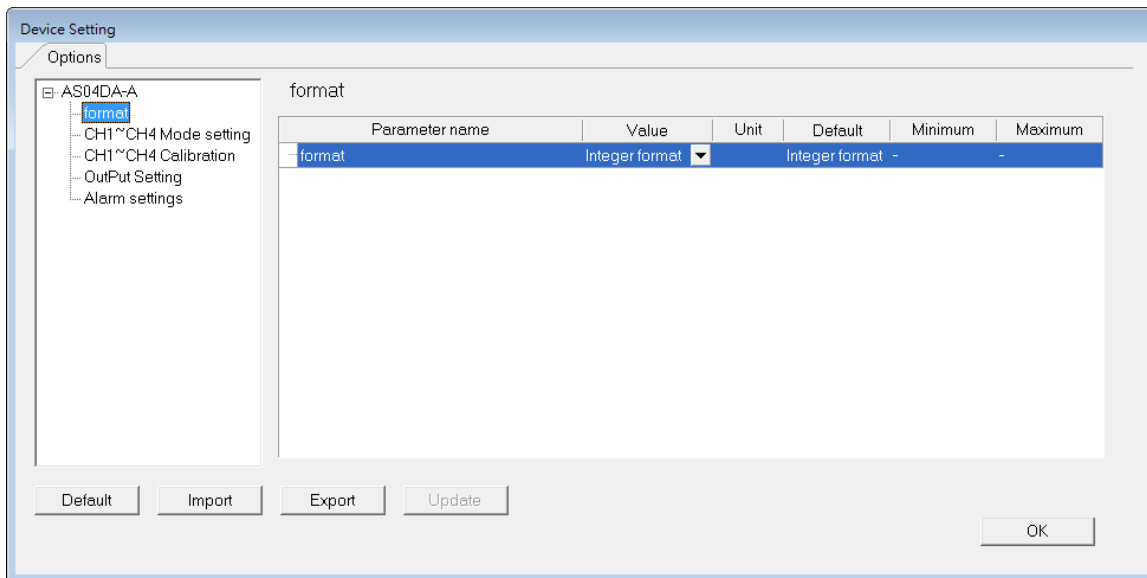 Device Setting
Options
AS04DA-A
format
CH1~CH4 Mode setting
CH1~CH4 Calibration
OutPut Setting
Alarm settings
format
Parameter name Value Unit Default Minimum Maximum
format Integer format Integer format - -
Default Import Export Update
OK